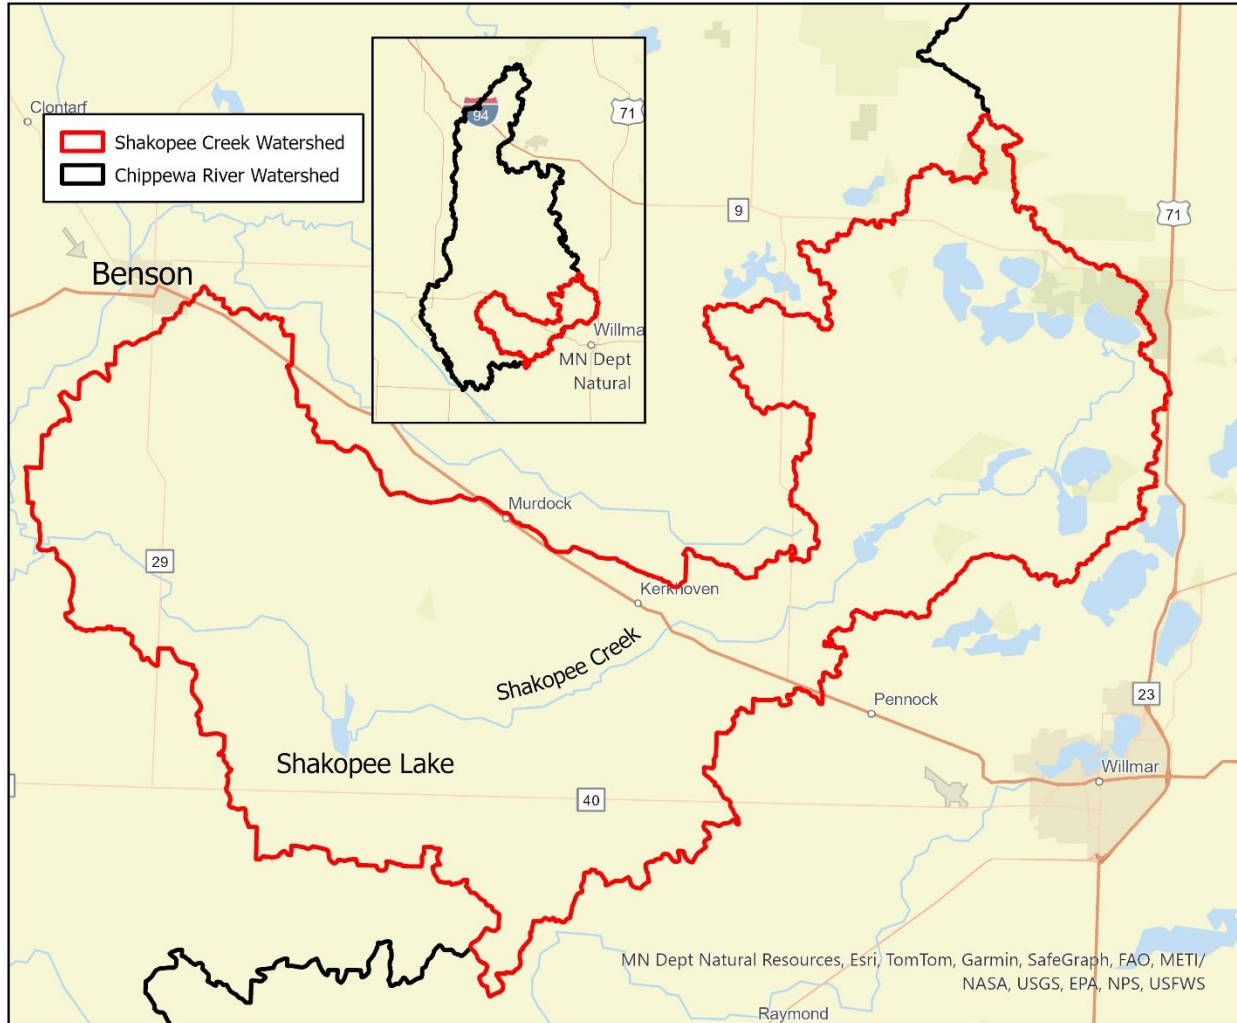 Clontarf
Shakopee Creek Watershed
Chippewa River Watershed
94
71
Willma
MN Dept
Natural
9
71
Benson
Murdock
29
Kerkhoven
Shakopee Creek
Pennock
23
Shakopee Lake
Willmar
40
MN Dept Natural Resources, Esri, TomTom, Garmin, SafeGraph, FAO, METI/
NASA, USGS, EPA, NPS, USFWS
Raymond